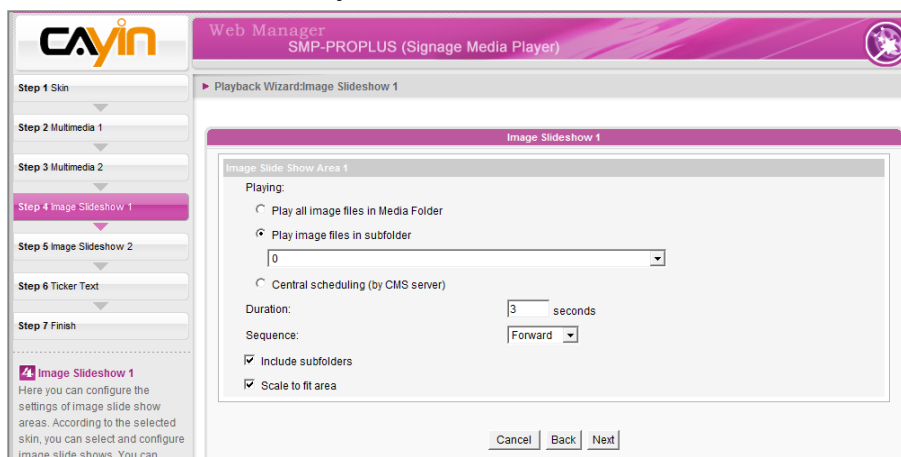 CAYIN
Web Manager
SMP-PROPLUS (Signage Media Player)
Step 1 Skin
Step 2 Multimedia 1
Step 3 Multimedia 2
Step 4 Image Slideshow 1
Step 5 Image Slideshow 2
Step 6 Ticker Text
Step 7 Finish
4 Image Slideshow 1
Here you can configure the
settings of image slide show
areas. According to the selected
skin, you can select and configure
image slide shows. You can
Playback Wizard:Image Slideshow 1
Image Slideshow 1
Image Slide Show Area 1
Playing:
Play all image files in Media Folder
Play image files in subfolder
0
Central scheduling (by CMS server)
Duration: 3 seconds
Sequence: Forward
Include subfolders
Scale to fit area
Cancel Back Next